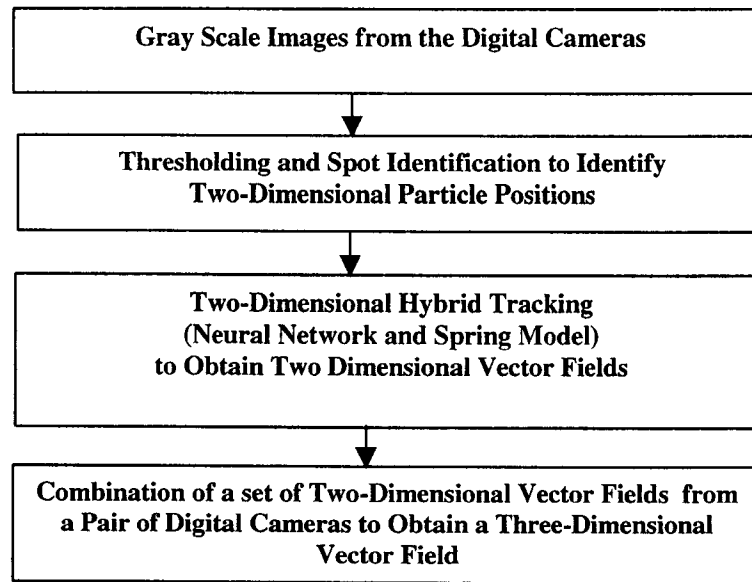 Gray Scale Images from the Digital Cameras
Thresholding and Spot Identification to Identify
Two-Dimensional Particle Positions
Two-Dimensional Hybrid Tracking
(Neural Network and Spring Model)
to Obtain Two Dimensional Vector Fields
Combination of a set of Two-Dimensional Vector Fields from
a Pair of Digital Cameras to Obtain a Three-Dimensional
Vector Field